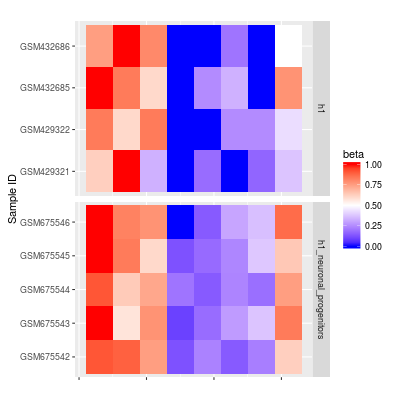 Sample ID
GSM432686
GSM432685
GSM429322
GSM429321
h1
GSM675546
GSM675545
GSM675544
GSM675543
GSM675542
h1_neuronal_progenitors
beta
1.00
0.75
0.50
0.25
0.00